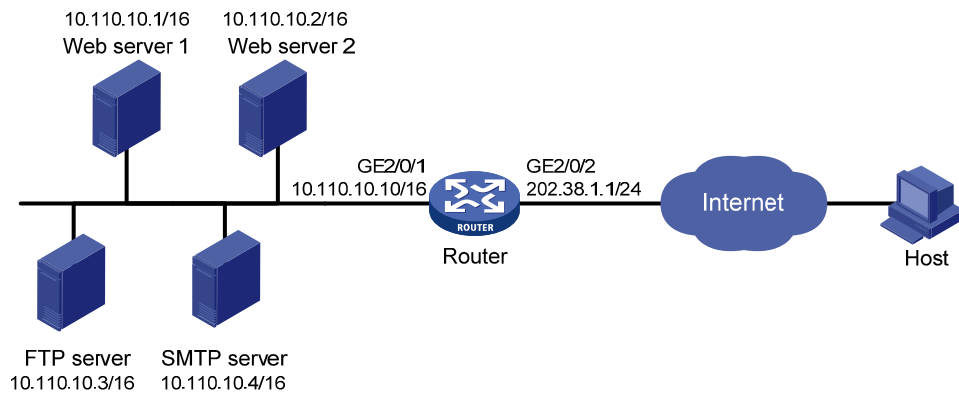 10.110.10.1/16
Web server 1
10.110.10.2/16
Web server 2
GE2/0/1
10.110.10.10/16
GE2/0/2
202.38.1.1/24
ROUTER
Router
Internet
Host
FTP server
10.110.10.3/16
SMTP server
10.110.10.4/16